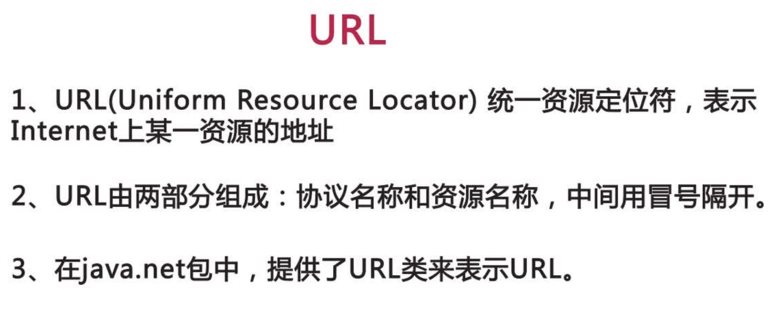 URL
1、URL(Uniform Resource Locator) 统一资源定位符，表示
Internet上某一资源的地址
2、URL由两部分组成：协议名称和资源名称，中间用冒号隔开。
3、在java.net包中，提供了URL类来表示URL。